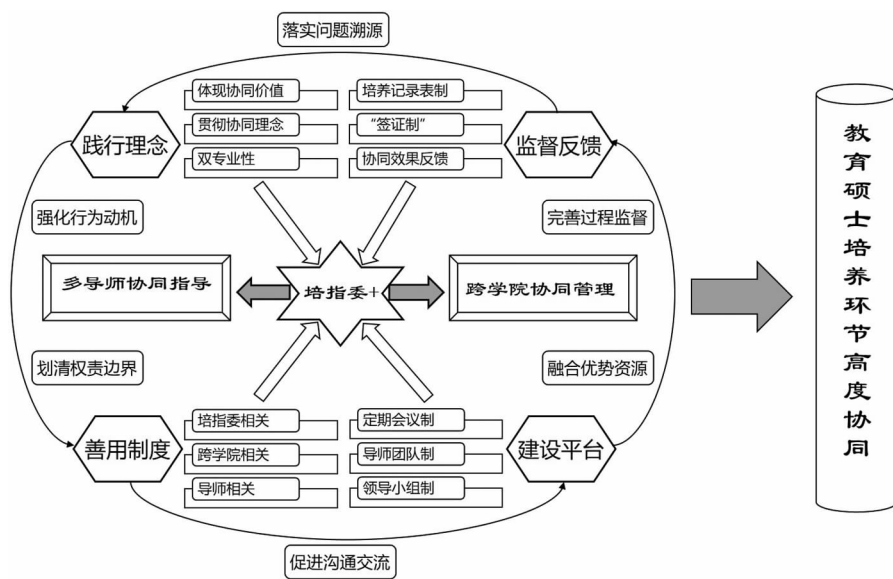 落实问题溯源
体现协同价值
培养记录表制
践行理念
贯彻协同理念
“签证制”
监督反馈
双专业性
协同效果反馈
强化行为动机
完善过程监督
多导师协同指导
培指委+
跨学院协同管理
划清权责边界
融合优势资源
培指委相关
定期会议制
善用制度
跨学院相关
导师团队制
建设平台
导师相关
领导小组制
促进沟通交流
教育硕士培养环节高度协同